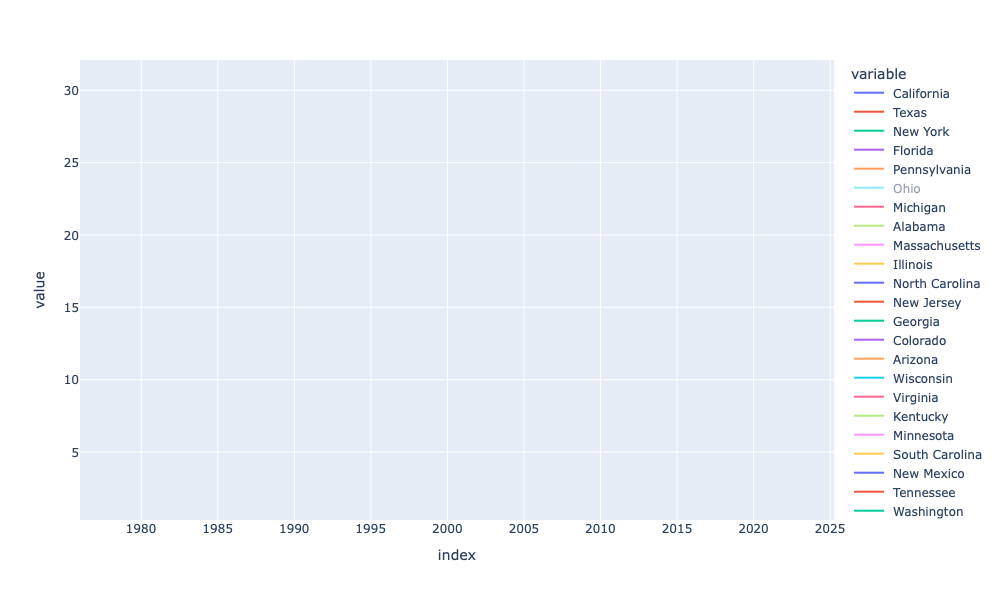 variable
California
Texas
New York
Florida
Pennsylvania
Ohio
Michigan
Alabama
Massachusetts
Illinois
North Carolina
New Jersey
Georgia
Colorado
Arizona
Wisconsin
Virginia
Kentucky
Minnesota
South Carolina
New Mexico
Tennessee
Washington
30
25
20
15
10
5
value
1980 1985 1990 1995 2000 2005 2010 2015 2020 2025
index